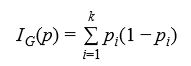 I_G(p) = \sum_{i=1}^{k} p_i(1 - p_i)